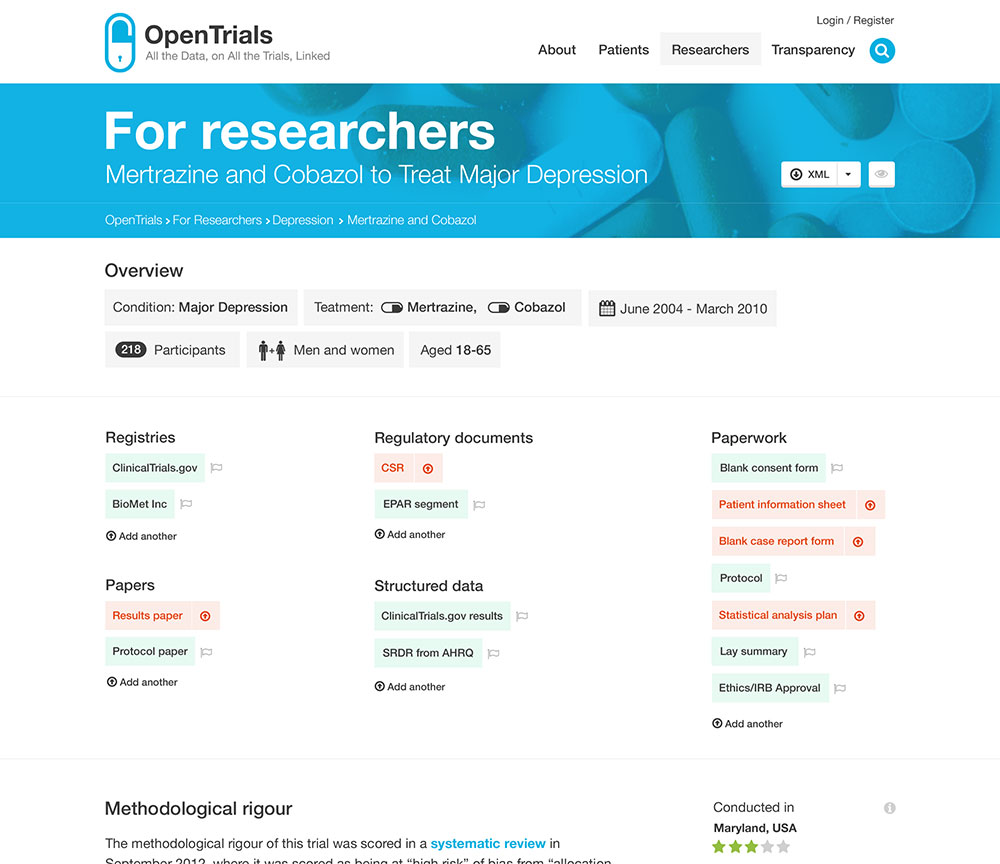 OpenTrials
All the Data, on All the Trials, Linked
Login / Register
About Patients Researchers Transparency
For researchers
Mertrazine and Cobazol to Treat Major Depression
XML
OpenTrials > For Researchers > Depression > Mertrazine and Cobazol
Overview
Condition: Major Depression Teatment: Mertrazine, Cobazol June 2004 - March 2010
218 Participants Men and women Aged 18-65
Registries
ClinicalTrials.gov
BioMet Inc
Add another
Papers
Results paper
Protocol paper
Add another
Regulatory documents
CSR
EPAR segment
Add another
Structured data
ClinicalTrials.gov results
SRDR from AHRQ
Add another
Paperwork
Blank consent form
Patient information sheet
Blank case report form
Protocol
Statistical analysis plan
Lay summary
Ethics/IRB Approval
Add another
Methodological rigour
The methodological rigour of this trial was scored in a systematic review in
September 2012, where it was scored as being at “high risk” of bias from “allocation
Conducted in
Maryland, USA